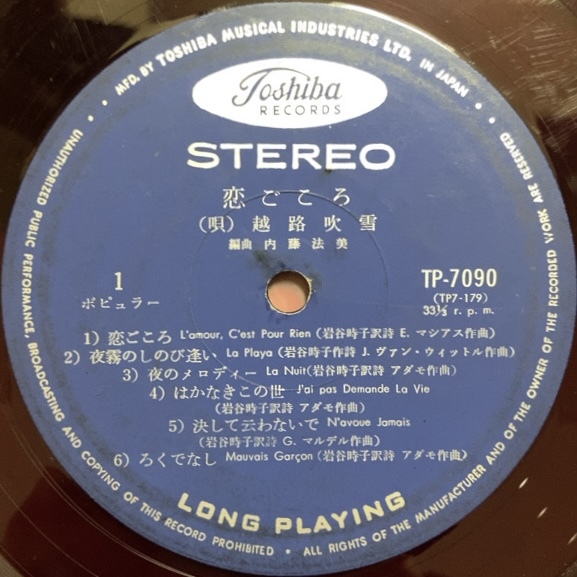 MFD. BY TOSHIBA MUSICAL INDUSTRIES LTD. IN JAPAN
Toshiba
RECORDS
STEREO
恋ごころ
(唄) 越路吹雪
編曲 内藤法美
1
ポピュラー
TP-7090
(TP7-179)
33⅓ r. p. m.
1) 恋ごころ L'amour, C'est Pour Rien (岩谷時子訳詩 E. マシアス作曲)
2) 夜霧のしのび逢い La Playa (岩谷時子作詩 J. ヴァン・ウィットル作曲)
3) 夜のメロディー La Nuit (岩谷時子訳詩 アダモ作曲)
4) はかなきこの世 J'ai pas Demande La Vie
(岩谷時子訳詩 アダモ作曲)
5) 決して云わないで N'avoue Jamais
(岩谷時子訳詩 G. マルデル作曲)
6) ろくでなし Mauvais Garçon (岩谷時子訳詩 アダモ作曲)
LONG PLAYING
UNAUTHORIZED PUBLIC PERFORMANCE, BROADCASTING AND COPYING OF THIS RECORD PROHIBITED • ALL RIGHTS OF THE MANUFACTURER AND OF THE OWNER OF THE RECORDED WORK ARE RESERVED